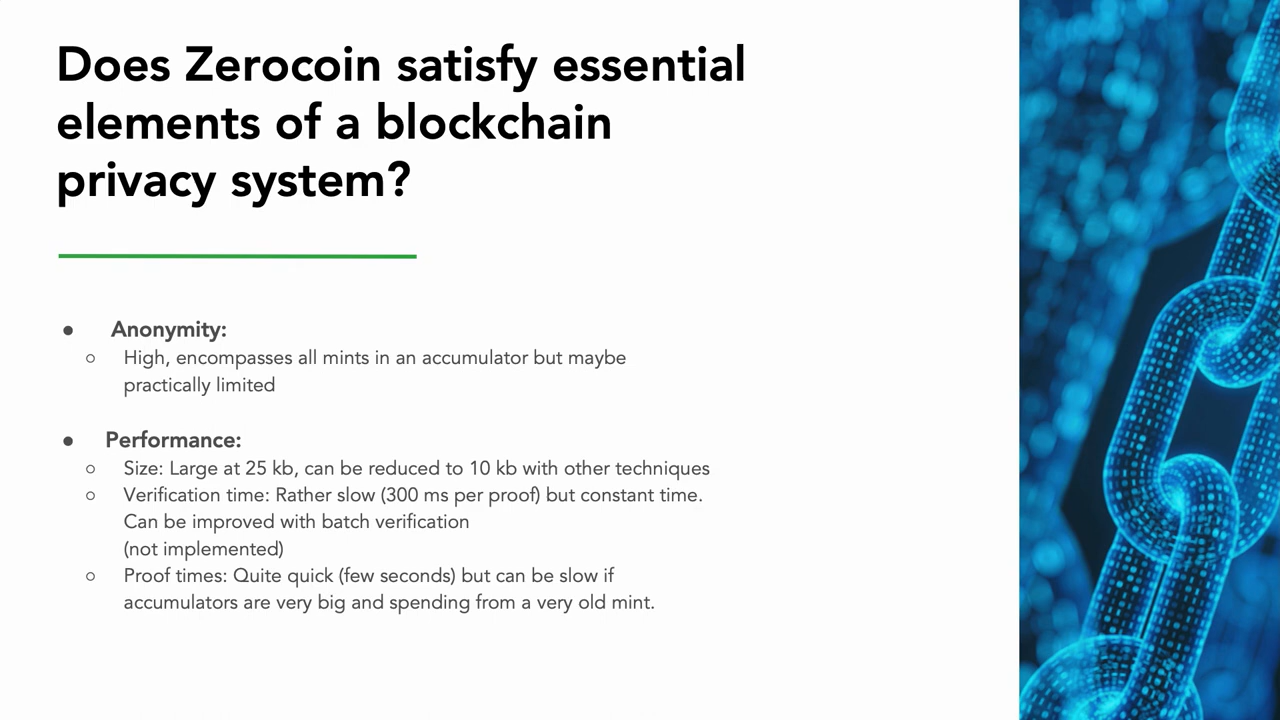 Does Zerocoin satisfy essential
elements of a blockchain
privacy system?
● Anonymity:
○ High, encompasses all mints in an accumulator but maybe
practically limited
● Performance:
○ Size: Large at 25 kb, can be reduced to 10 kb with other techniques
○ Verification time: Rather slow (300 ms per proof) but constant time.
Can be improved with batch verification
(not implemented)
○ Proof times: Quite quick (few seconds) but can be slow if
accumulators are very big and spending from a very old mint.